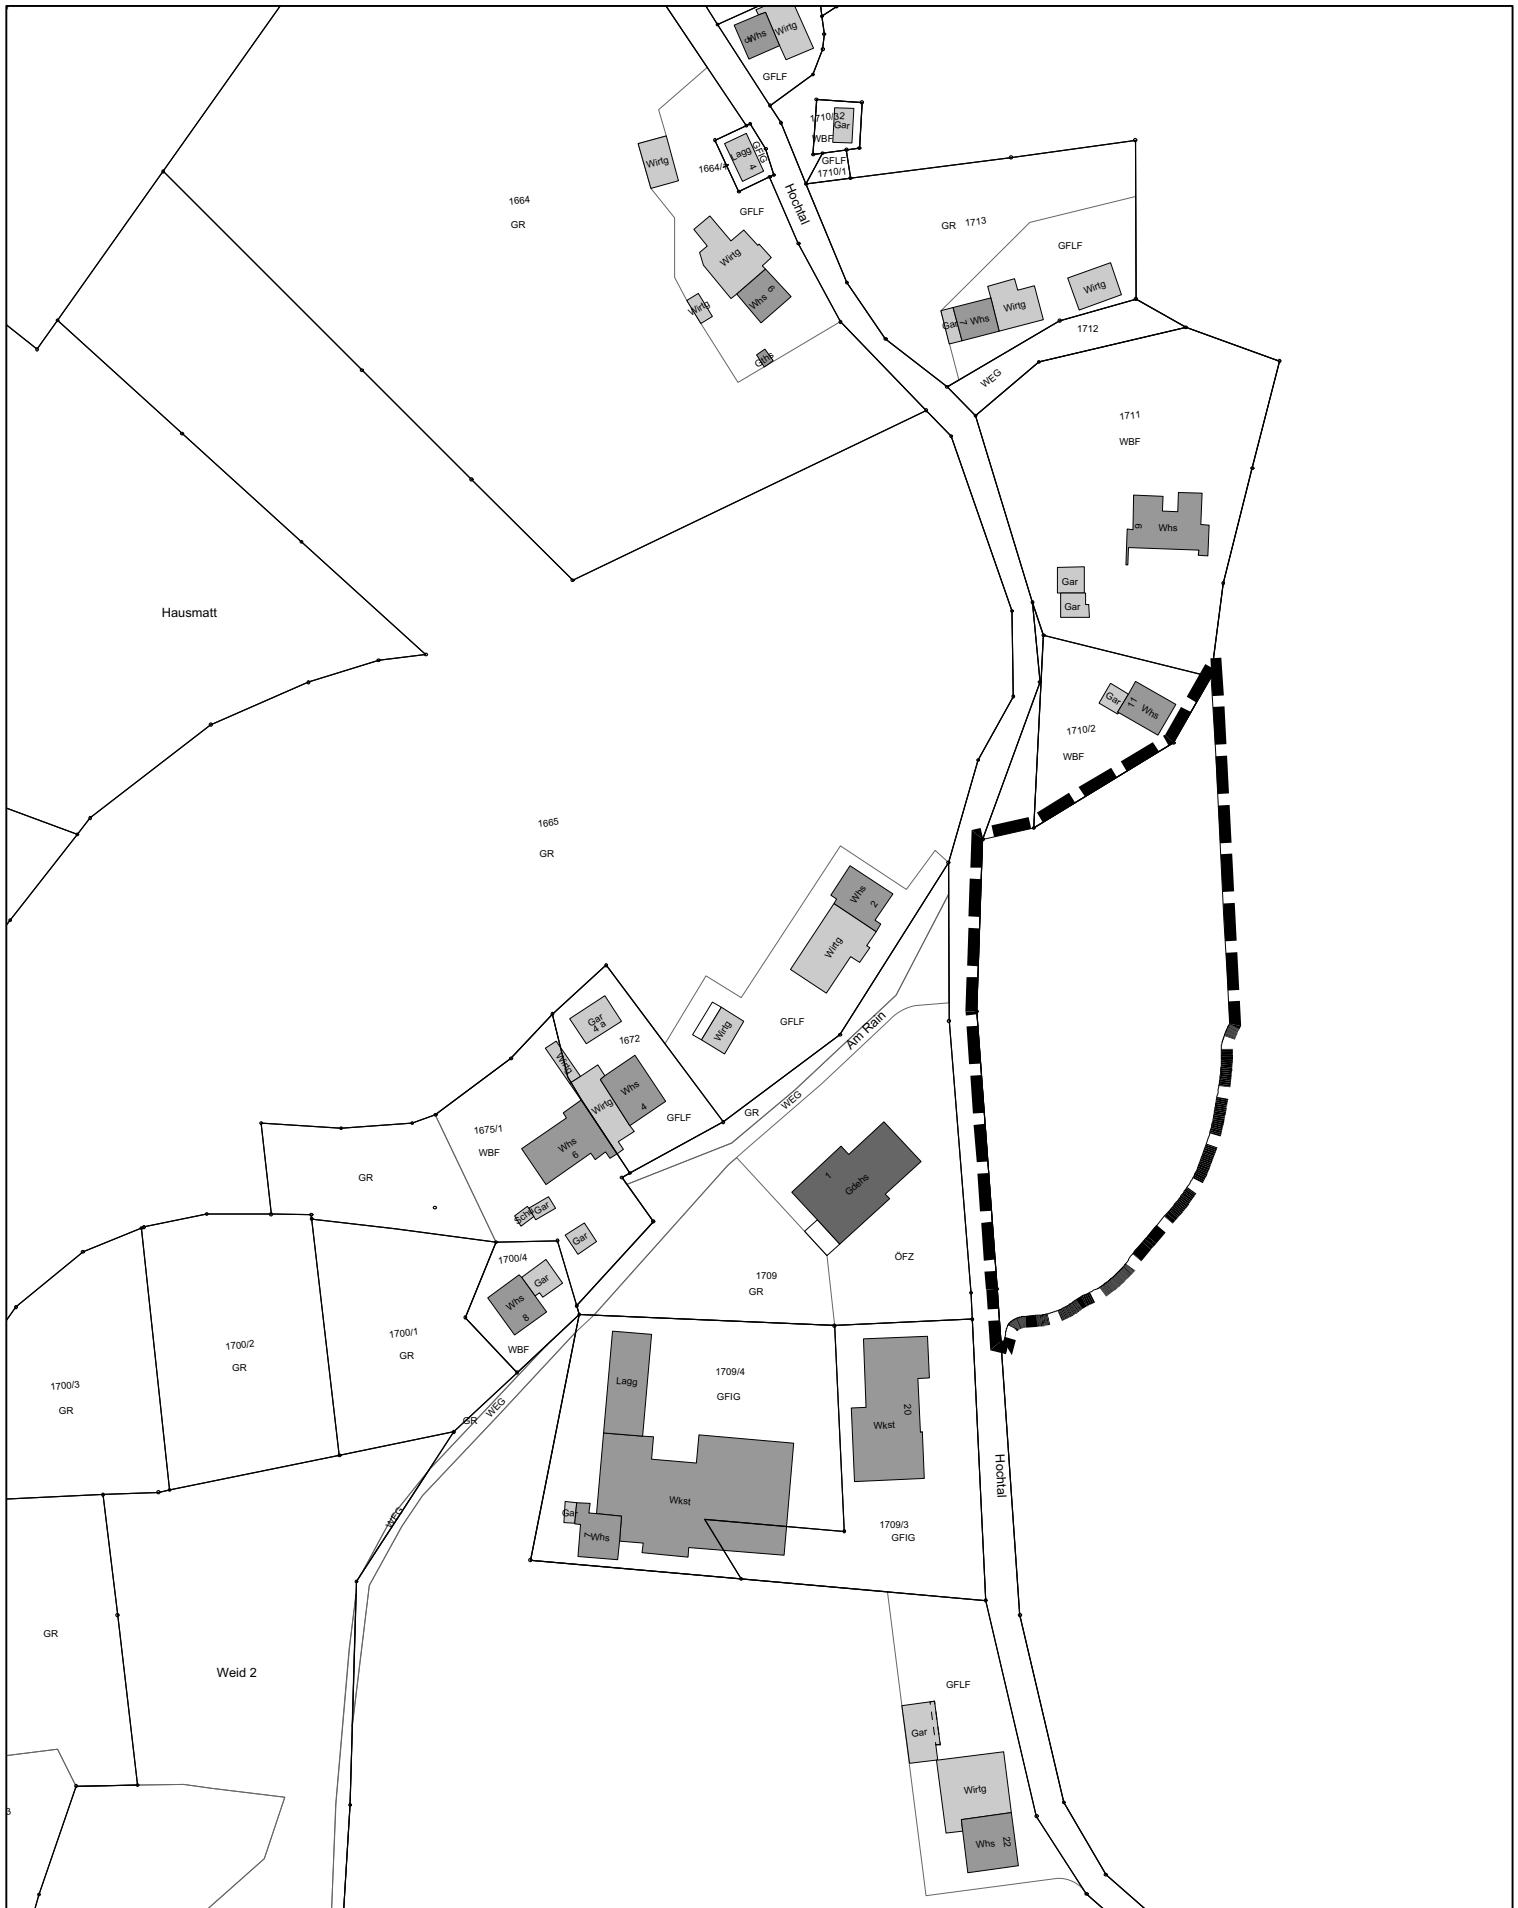 Whs
Wirtg
GFLF
1710/32
Gar
WBF
GFLF
1710/1
Wirtg
Lagg
4
GFIG
1664/4
GFLF
Hochtal
1664
GR
GR 1713
GFLF
Wirtg
Wirtg
Whs
6
Wirtg
Gths
Gar
7
Whs
Wirtg
1712
WEG
1711
WBF
9
Whs
Gar
Gar
Hausmatt
Gar
11
Whs
1710/2
WBF
1665
GR
Whs
2
Wirtg
Wirtg
GFLF
Am Rain
Gar
4 a
1672
Wirtg
Whs
4
Wirtg
GFLF
GR
WEG
1675/1
WBF
Whs
6
GR
Gar
Gar
1
Gdehs
ÖFZ
1700/4
Gar
Whs
8
WBF
1709
GR
1700/1
GR
1700/2
GR
1700/3
GR
Lagg
1709/4
GFIG
20
Wkst
GR
WEG
Hochtal
Wkst
Gar
7
Whs
WEG
1709/3
GFIG
GR
Weid 2
GFLF
Gar
Wirtg
Whs
22
3